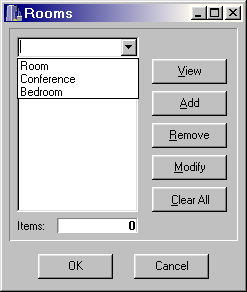 Rooms
Room
Conference
Bedroom
View
Add
Remove
Modify
Clear All
Items: 0
OK Cancel